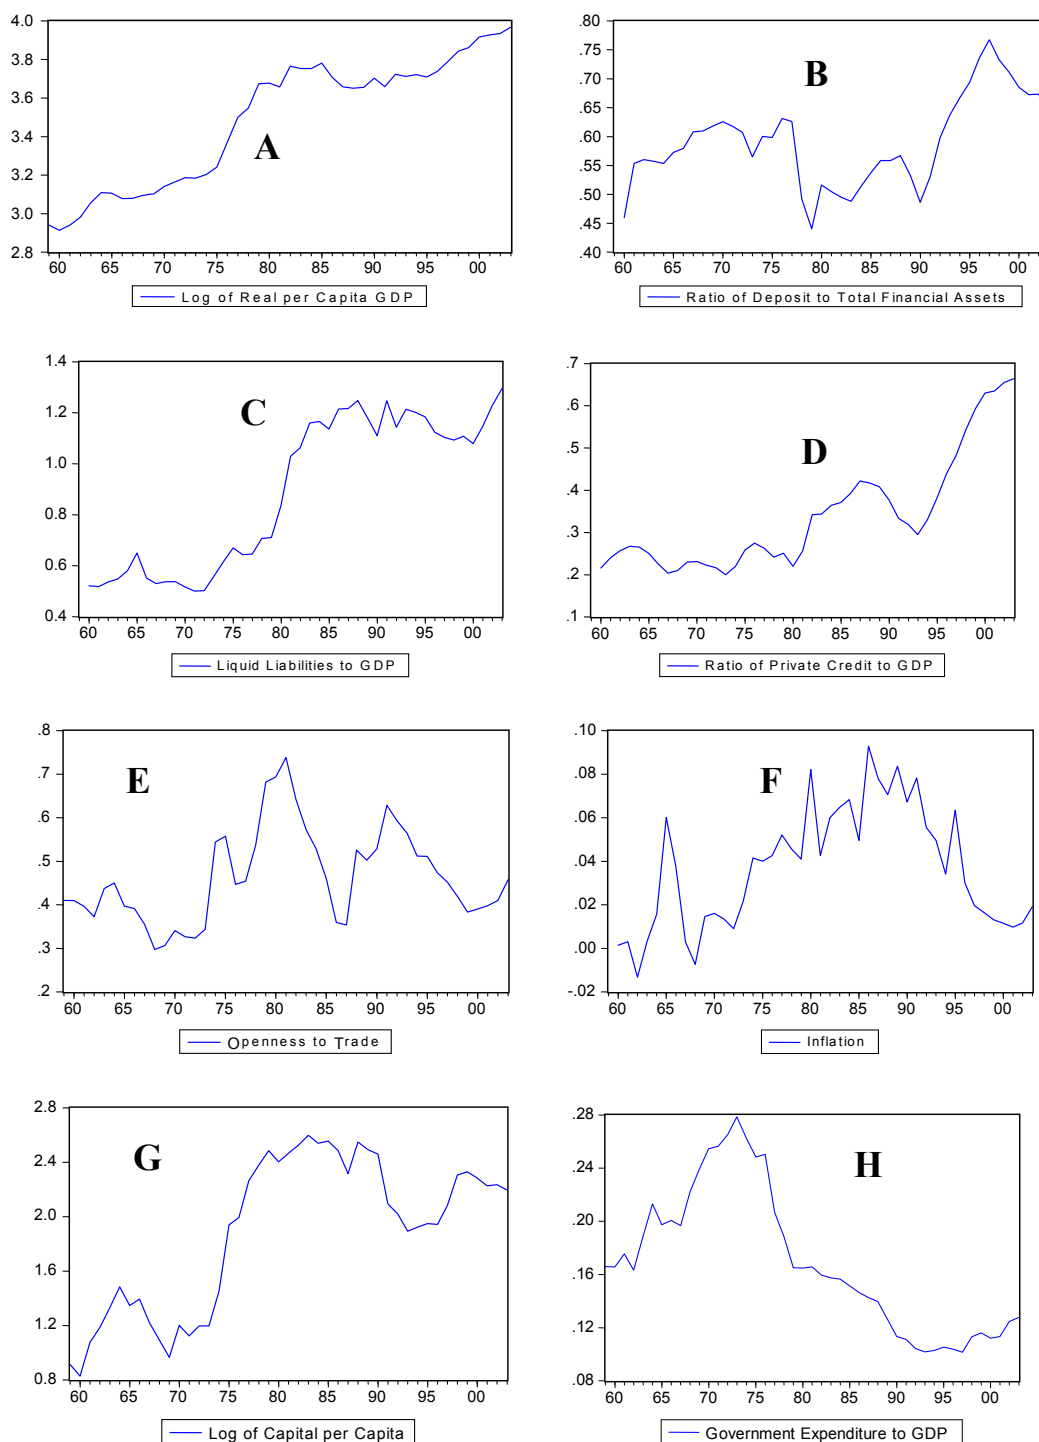 4.0
3.8
3.6
3.4
3.2
3.0
2.8
A
60 65 70 75 80 85 90 95 00
Log of Real per Capita GDP
.80
.75
.70
.65
.60
.55
.50
.45
.40
B
60 65 70 75 80 85 90 95 00
Ratio of Deposit to Total Financial Assets
1.4
1.2
1.0
0.8
0.6
0.4
C
60 65 70 75 80 85 90 95 00
Liquid Liabilities to GDP
.7
.6
.5
.4
.3
.2
.1
D
60 65 70 75 80 85 90 95 00
Ratio of Private Credit to GDP
.8
.7
.6
.5
.4
.3
.2
E
60 65 70 75 80 85 90 95 00
Openness to Trade
.10
.08
.06
.04
.02
.00
-.02
F
60 65 70 75 80 85 90 95 00
Inflation
2.8
2.4
2.0
1.6
1.2
0.8
G
60 65 70 75 80 85 90 95 00
Log of Capital per Capita
.28
.24
.20
.16
.12
.08
H
60 65 70 75 80 85 90 95 00
Government Expenditure to GDP